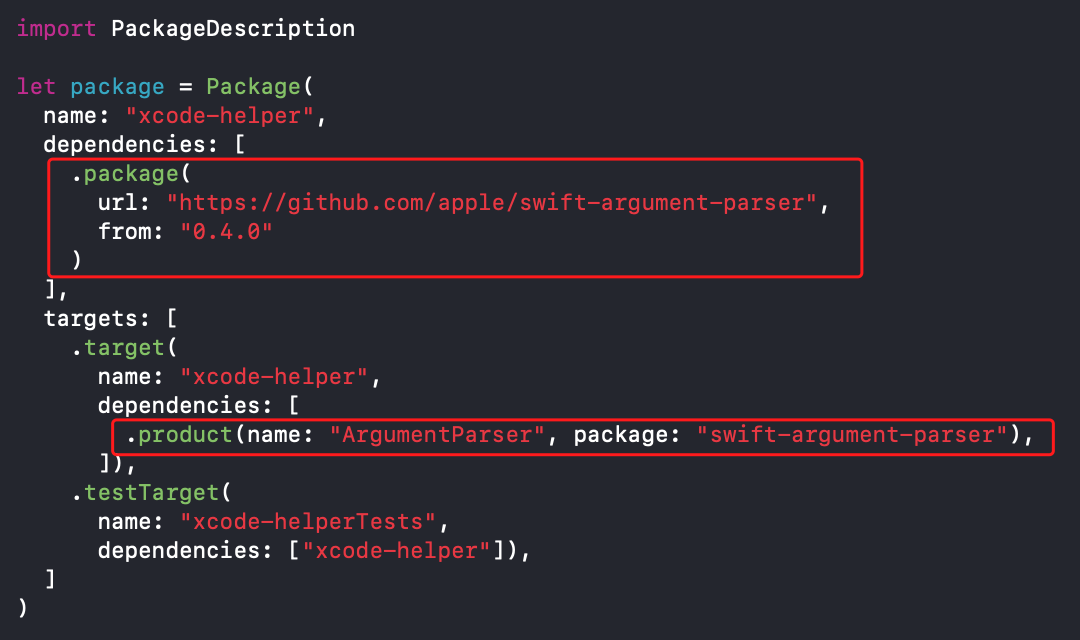 import PackageDescription
let package = Package(
name: "xcode-helper",
dependencies: [
.package(
url: "https://github.com/apple/swift-argument-parser",
from: "0.4.0"
)
],
targets: [
.target(
name: "xcode-helper",
dependencies: [
.product(name: "ArgumentParser", package: "swift-argument-parser"),
]),
.testTarget(
name: "xcode-helperTests",
dependencies: ["xcode-helper"]),
]
)